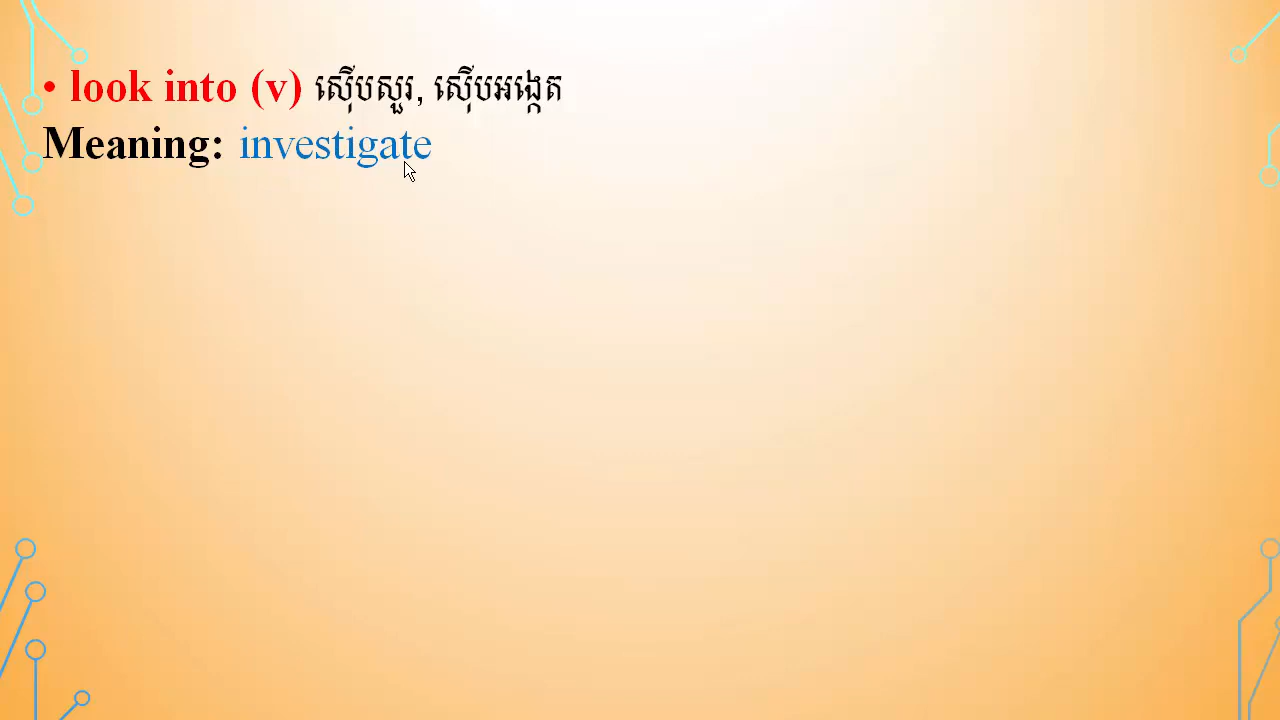 • look into (v) ស៊ើបសួរ, ស៊ើបអង្កេត
Meaning: investigate